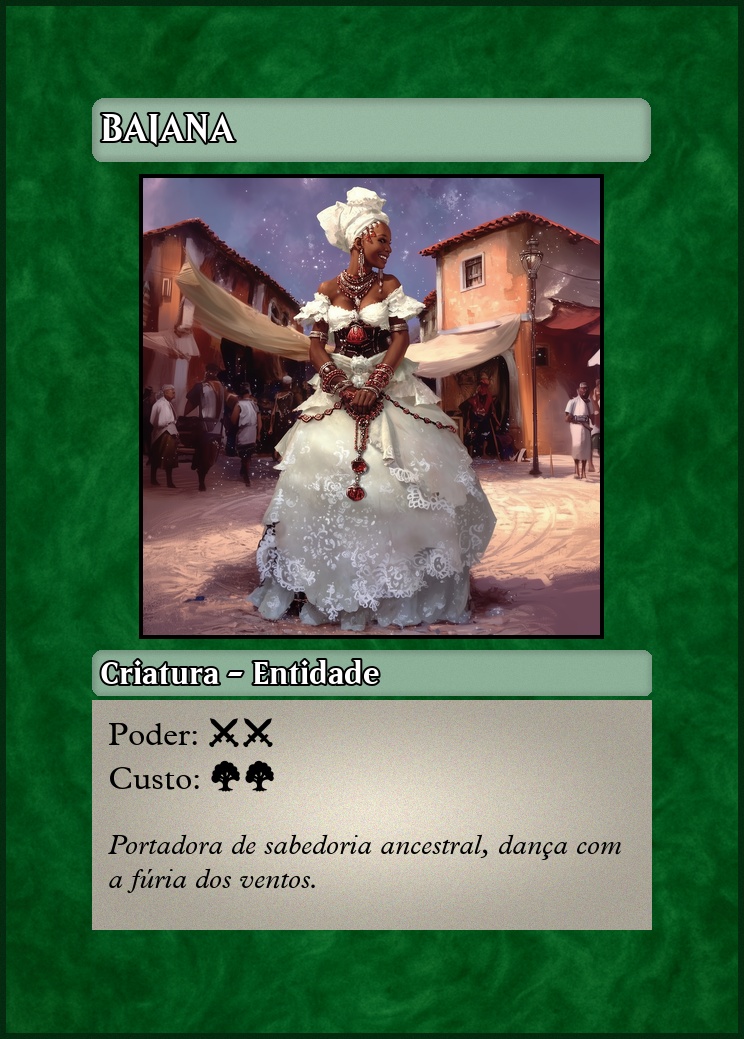 BAIANA
Criatura – Entidade
Poder:
Custo:
Portadora de sabedoria ancestral, dança com
a fúria dos ventos.